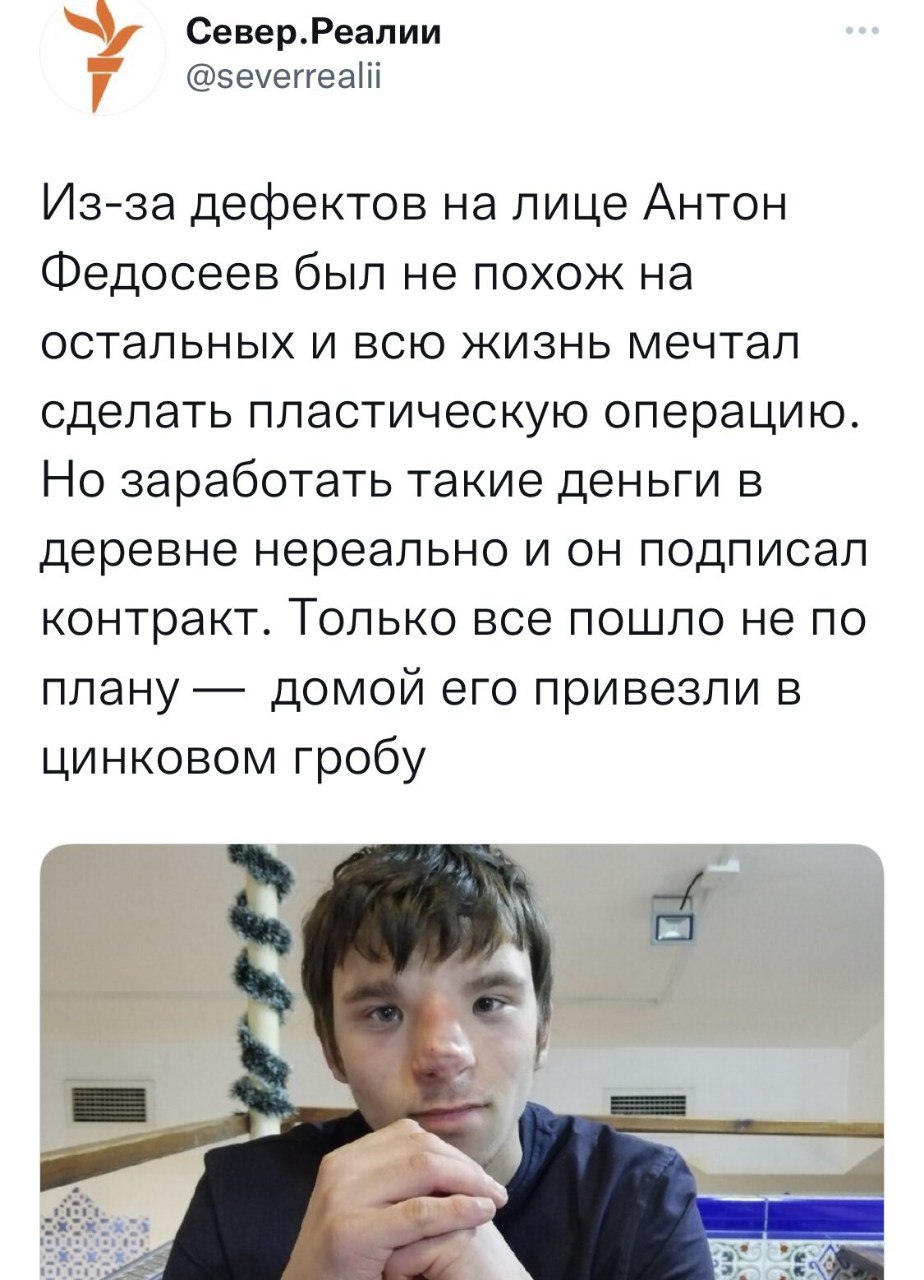 Север.Реалии
@severrealii
Из-за дефектов на лице Антон
Федосеев был не похож на
остальных и всю жизнь мечтал
сделать пластическую операцию.
Но заработать такие деньги в
деревне нереально и он подписал
контракт. Только все пошло не по
плану — домой его привезли в
цинковом гробу